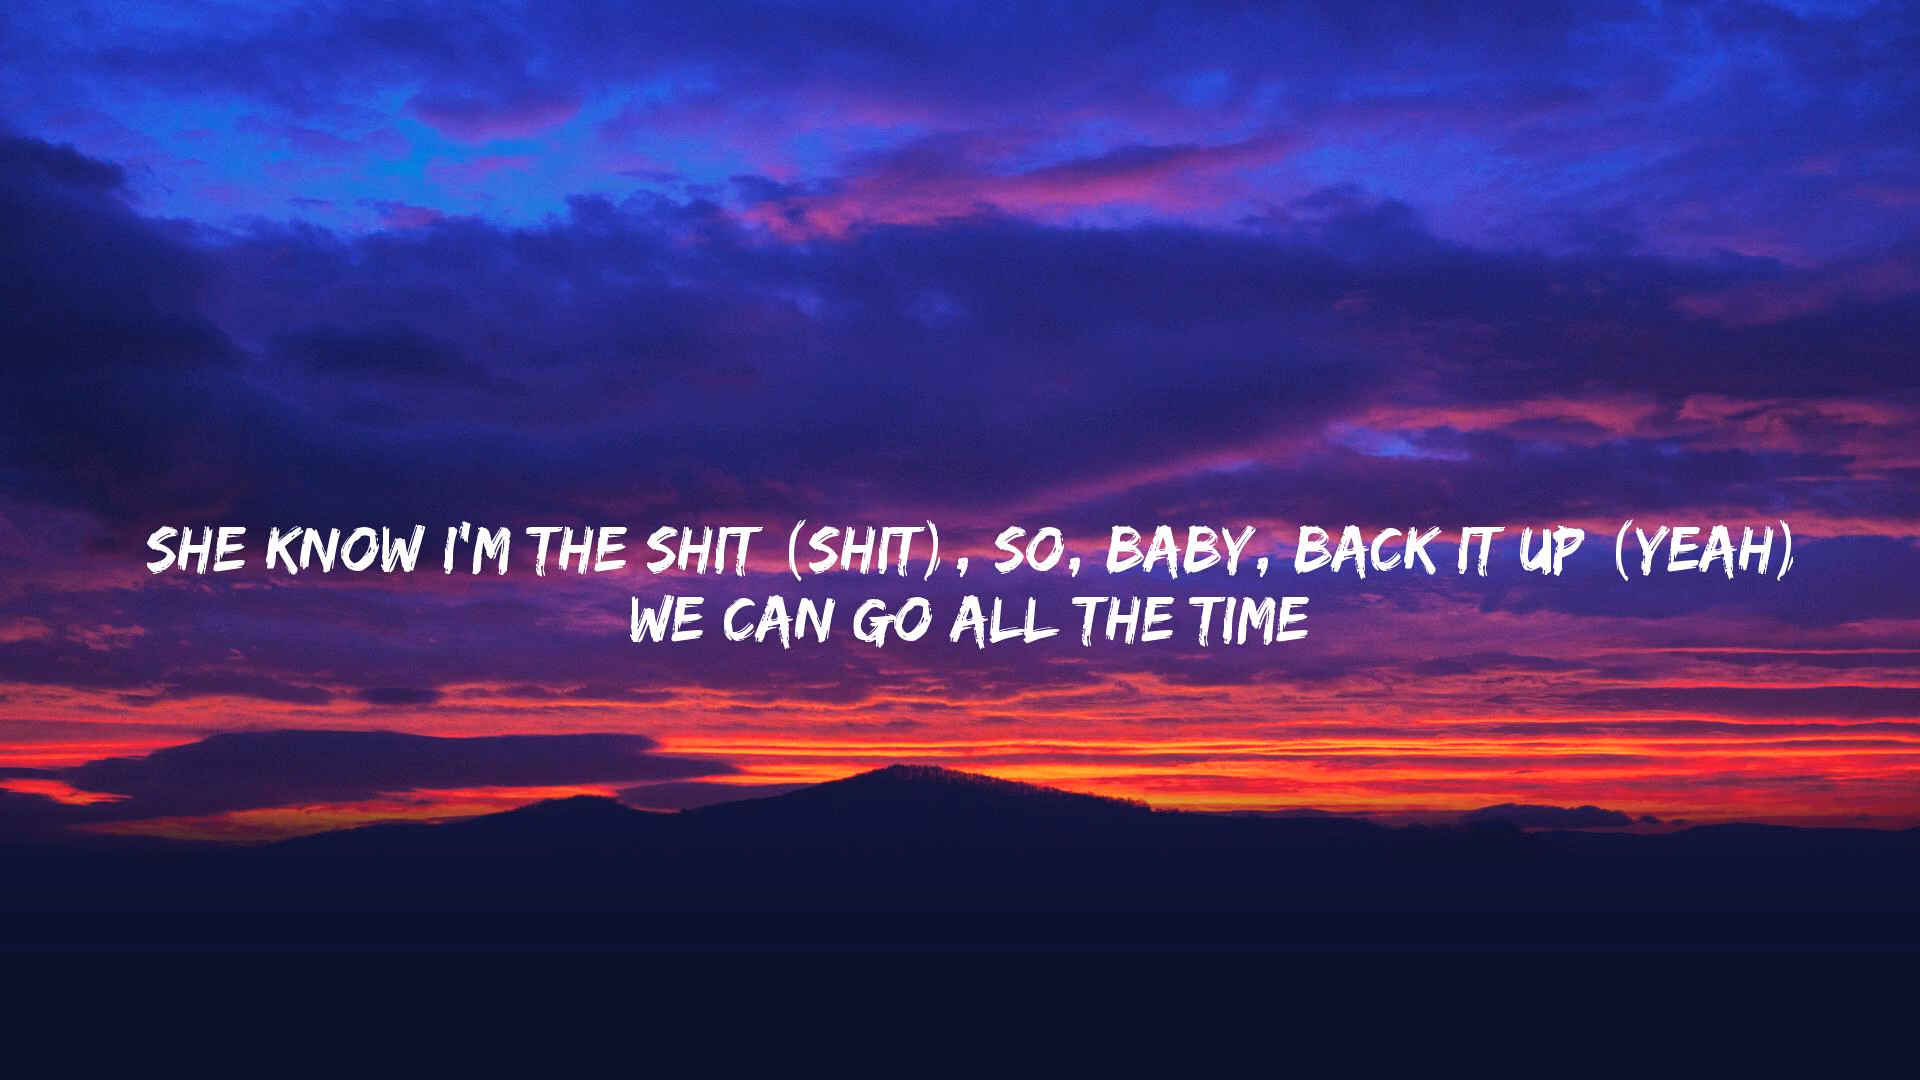 SHE KNOW I'M THE SHIT (SHIT), SO, BABY, BACK IT UP (YEAH)
WE CAN GO ALL THE TIME